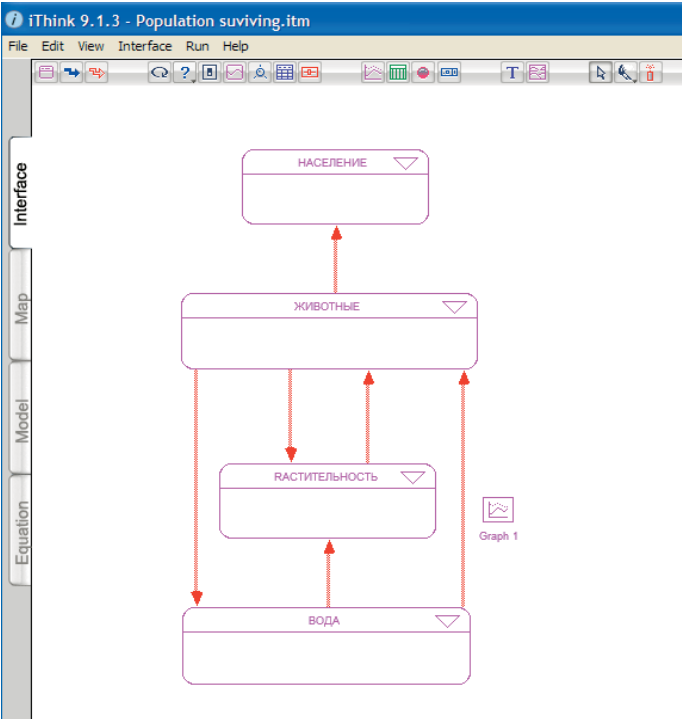 iThink 9.1.3 - Population suviving.itm
File Edit View Interface Run Help
Interface
Map
Model
Equation
НАСЕЛЕНИЕ
ЖИВОТНЫЕ
ЯАСТИТЕЛЬНОСТЬ
Graph 1
ВОДА